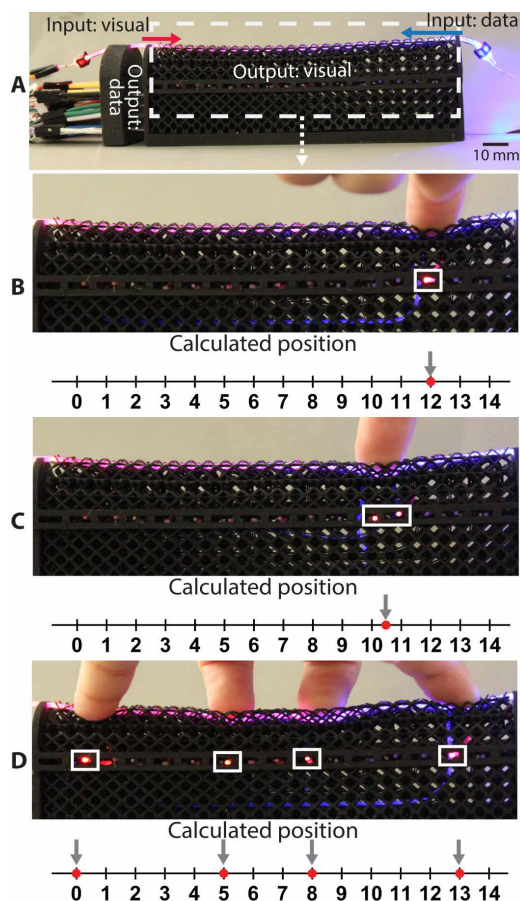 Input: visual
Input: data
A
Output: data
Output: visual
10 mm
B
Calculated position
0 1 2 3 4 5 6 7 8 9 10 11 12 13 14
C
Calculated position
0 1 2 3 4 5 6 7 8 9 10 11 12 13 14
D
Calculated position
0 1 2 3 4 5 6 7 8 9 10 11 12 13 14